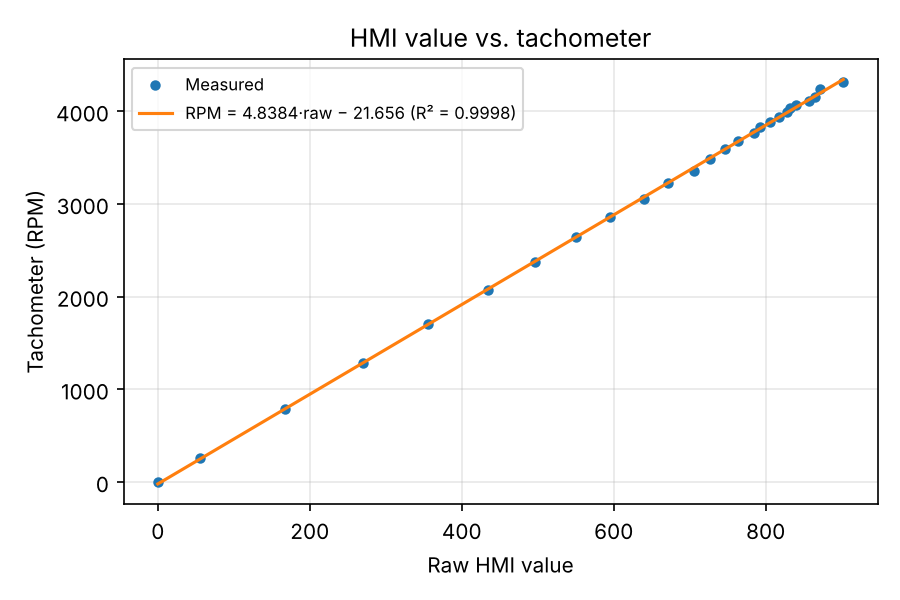 HMI value vs. tachometer
Measured
RPM = 4.8384·raw − 21.656 (R² = 0.9998)
Tachometer (RPM)
4000
3000
2000
1000
0
0 200 400 600 800
Raw HMI value